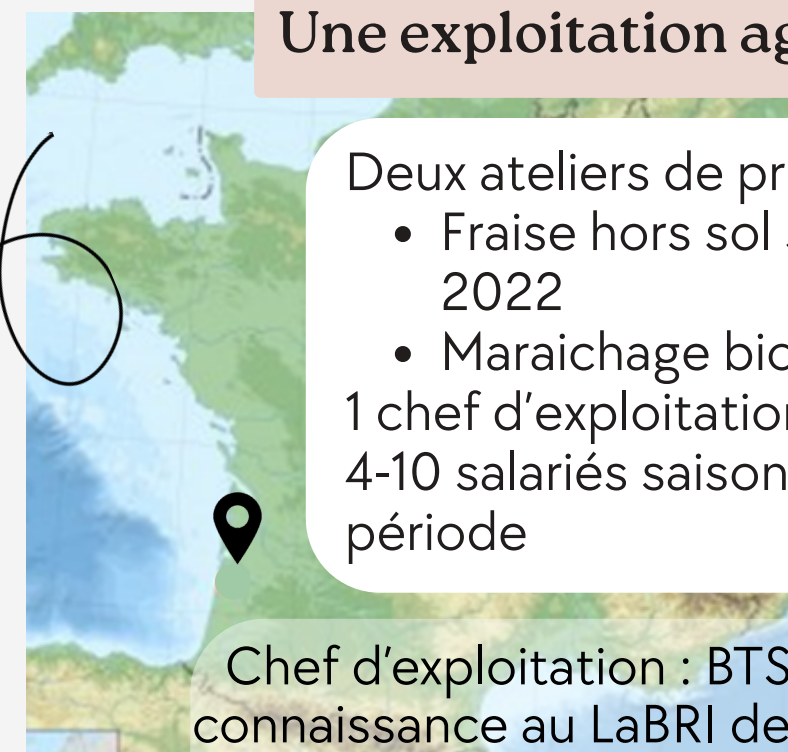 Une exploitation ag
Deux ateliers de pr
• Fraise hors sol
2022
• Maraichage bio
1 chef d'exploitation
4-10 salariés saison
période
Chef d'exploitation : BTS
connaissance au LaBRI de